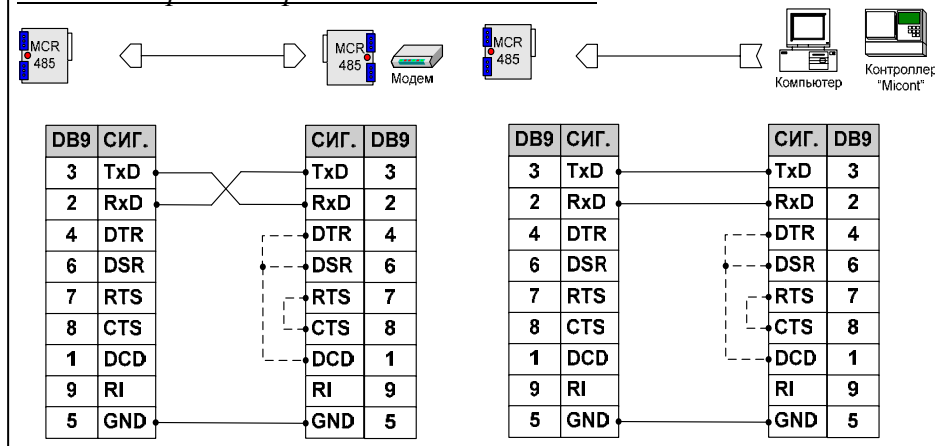 MCR
485
MCR
485
Модем
MCR
485
Компьютер
Контроллер
"Micont"
DB9 СИГ. СИГ. DB9
3 TxD TxD 3
2 RxD RxD 2
4 DTR DTR 4
6 DSR DSR 6
7 RTS RTS 7
8 CTS CTS 8
1 DCD DCD 1
9 RI RI 9
5 GND GND 5
DB9 СИГ. СИГ. DB9
3 TxD TxD 3
2 RxD RxD 2
4 DTR DTR 4
6 DSR DSR 6
7 RTS RTS 7
8 CTS CTS 8
1 DCD DCD 1
9 RI RI 9
5 GND GND 5